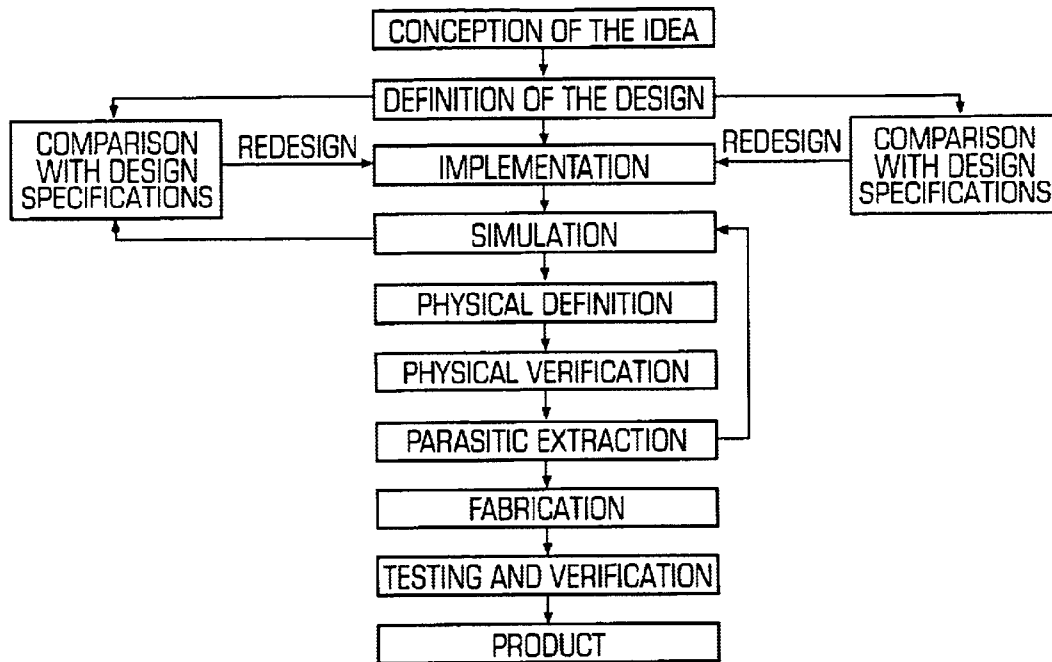 CONCEPTION OF THE IDEA
DEFINITION OF THE DESIGN
COMPARISON
WITH DESIGN
SPECIFICATIONS
REDESIGN
IMPLEMENTATION
REDESIGN
COMPARISON
WITH DESIGN
SPECIFICATIONS
SIMULATION
PHYSICAL DEFINITION
PHYSICAL VERIFICATION
PARASITIC EXTRACTION
FABRICATION
TESTING AND VERIFICATION
PRODUCT